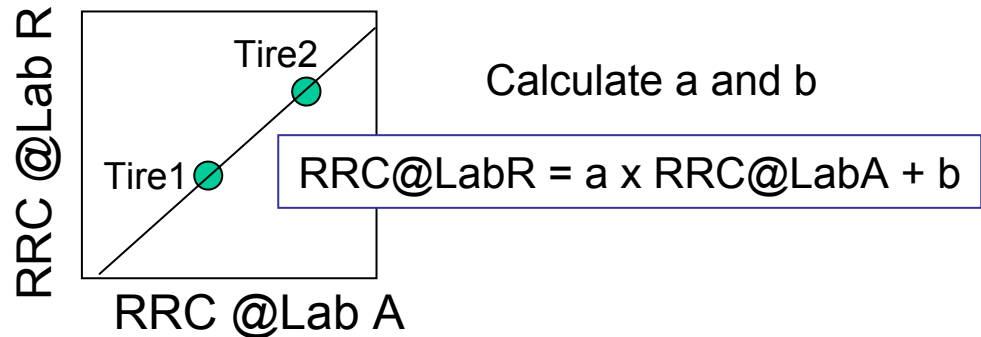 RRC @Lab R
Tire2
Tire1
RRC @Lab A
Calculate a and b
RRC@LabR = a x RRC@LabA + b